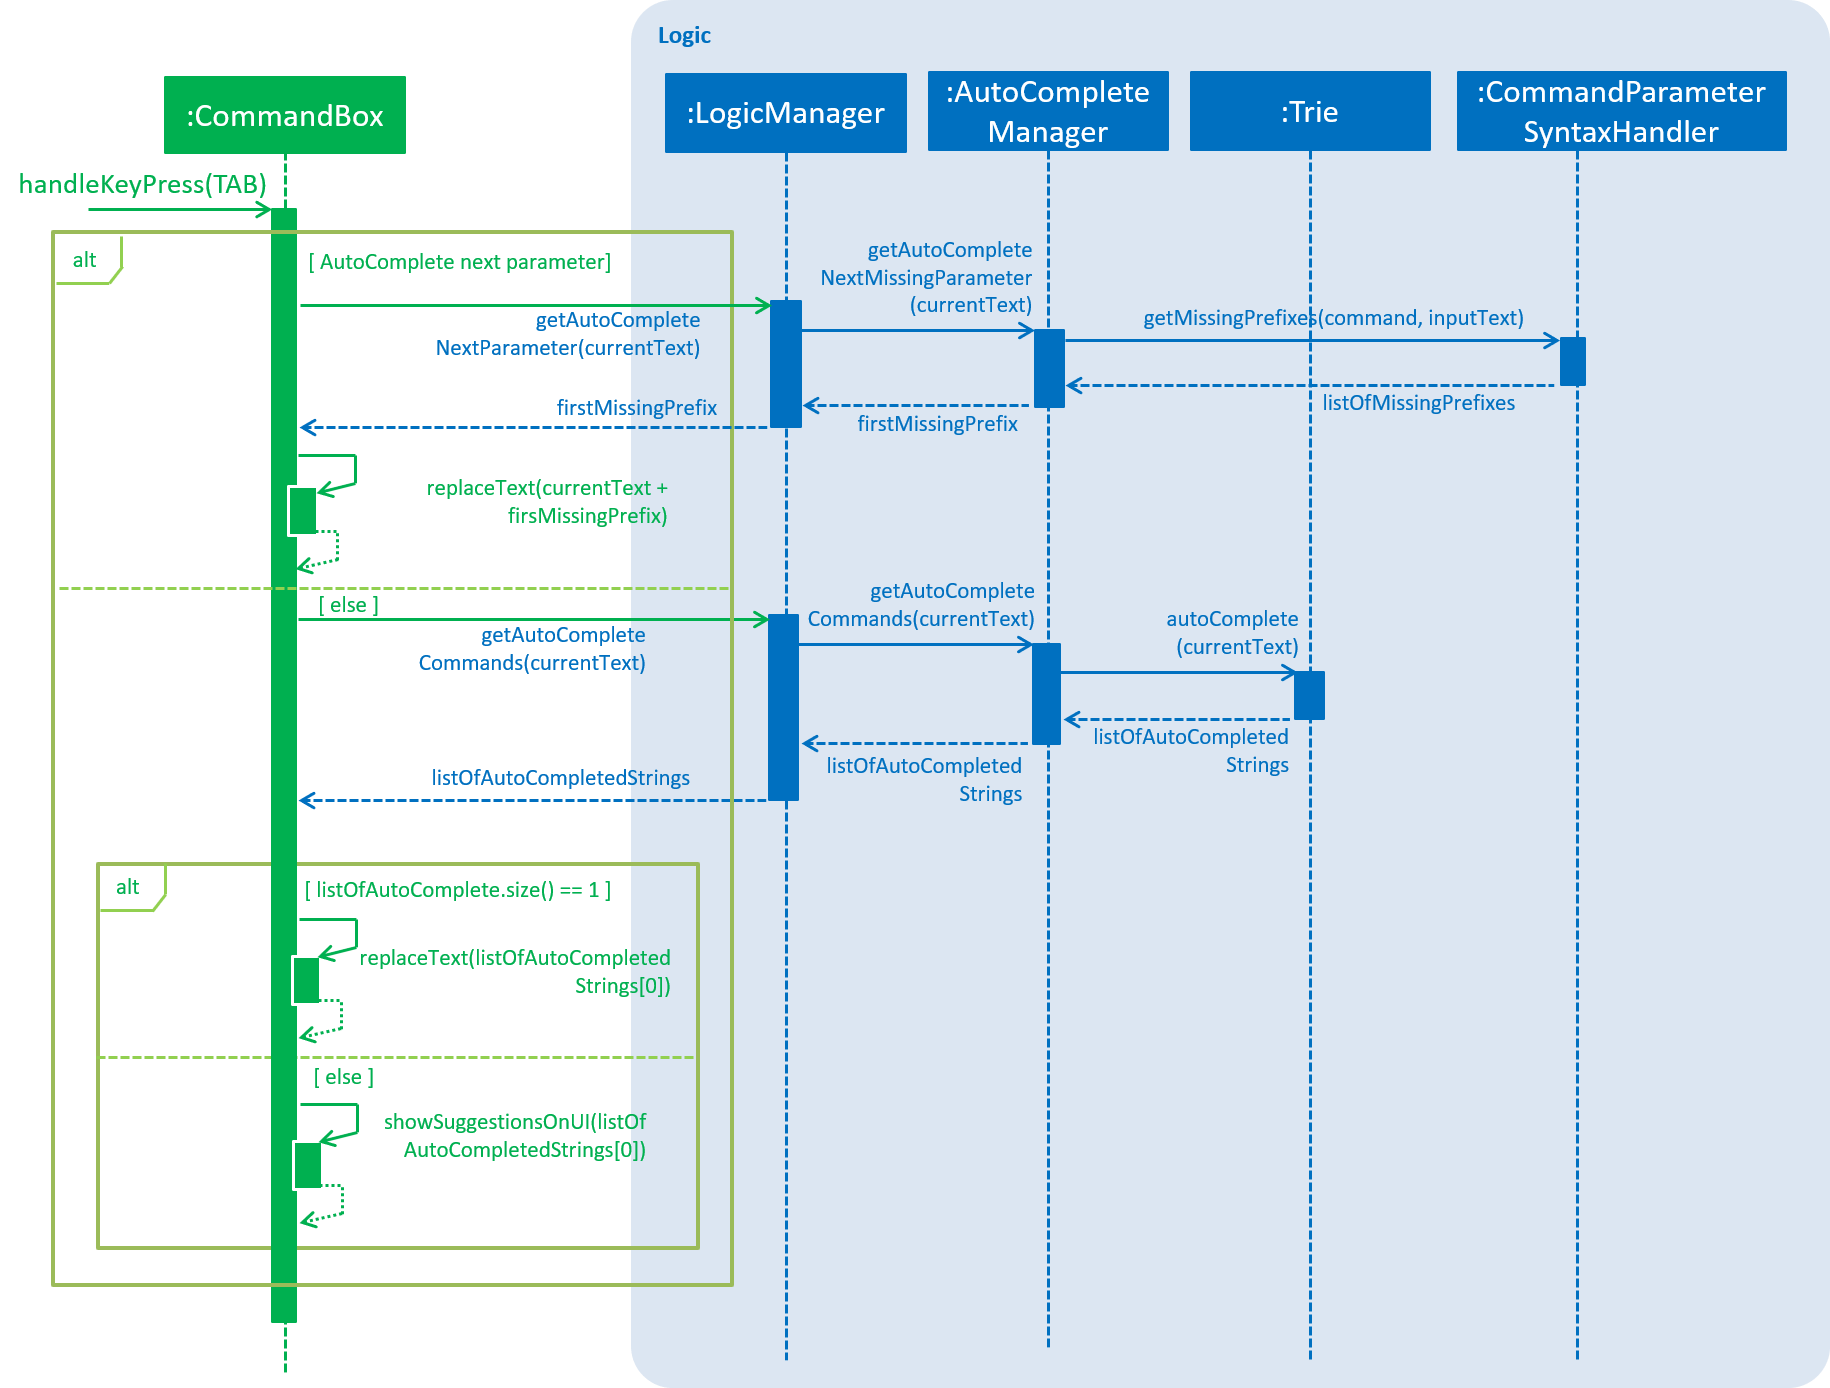 Logic
:CommandBox
:LogicManager
:AutoComplete
Manager
:Trie
:CommandParameter
SyntaxHandler
handleKeyPress(TAB)
alt
[ AutoComplete next parameter]
getAutoComplete
NextParameter(currentText)
getAutoComplete
NextMissingParameter
(currentText)
getMissingPrefixes(command, inputText)
listOfMissingPrefixes
firstMissingPrefix
firstMissingPrefix
replaceText(currentText +
firsMissingPrefix)
[ else ]
getAutoComplete
Commands(currentText)
getAutoComplete
Commands(currentText)
autoComplete
(currentText)
listOfAutoCompleted
Strings
listOfAutoCompleted
Strings
listOfAutoCompletedStrings
alt
[ listOfAutoComplete.size() == 1 ]
replaceText(listOfAutoCompleted
Strings[0])
[ else ]
showSuggestionsOnUI(listOf
AutoCompletedStrings[0])